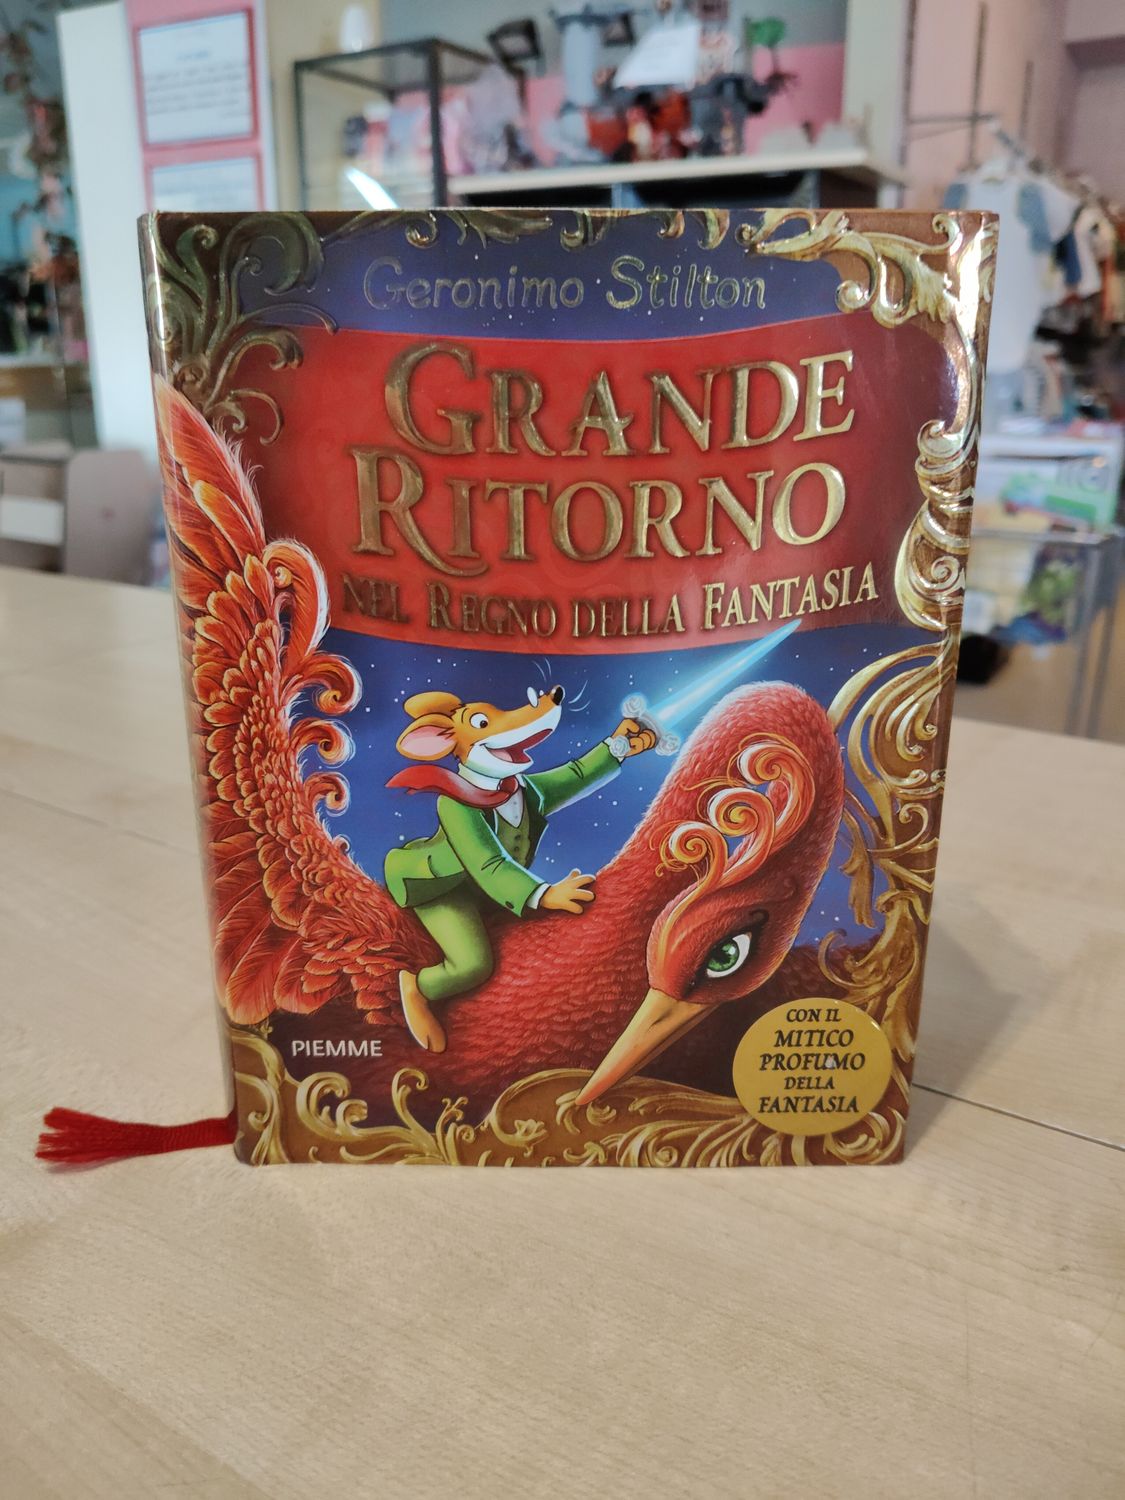 Geronimo Stilton
GRANDE
RITORNO
NEL REGNO DELLA FANTASIA
PIEMME
CON IL
MITICO
PROFUMO
DELLA
FANTASIA